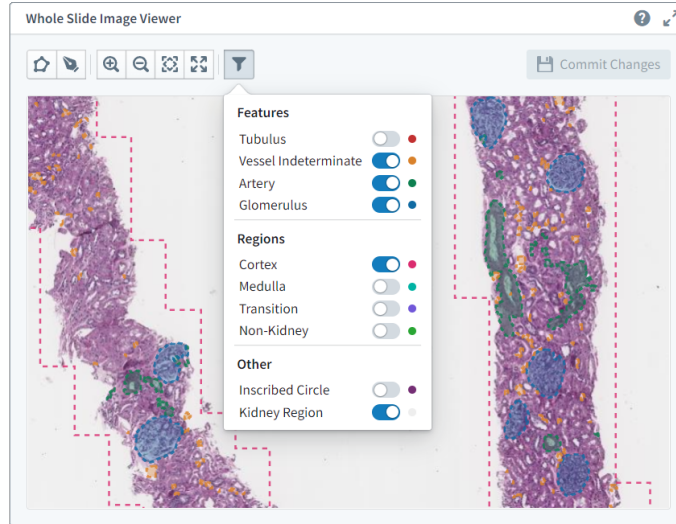 Whole Slide Image Viewer
Commit Changes
Features
Tubulus
Vessel Indeterminate
Artery
Glomerulus
Regions
Cortex
Medulla
Transition
Non-Kidney
Other
Inscribed Circle
Kidney Region